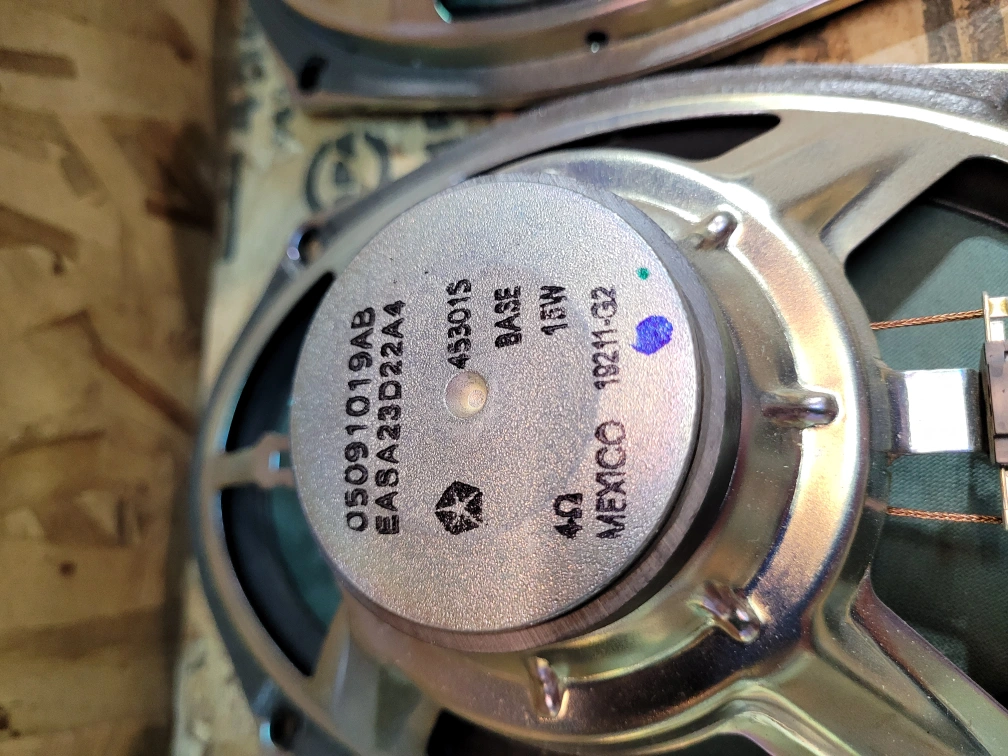 05091019AB
EASA23D22A4
45301S
BASE
4Ω 15W
MEXICO 19211-G2